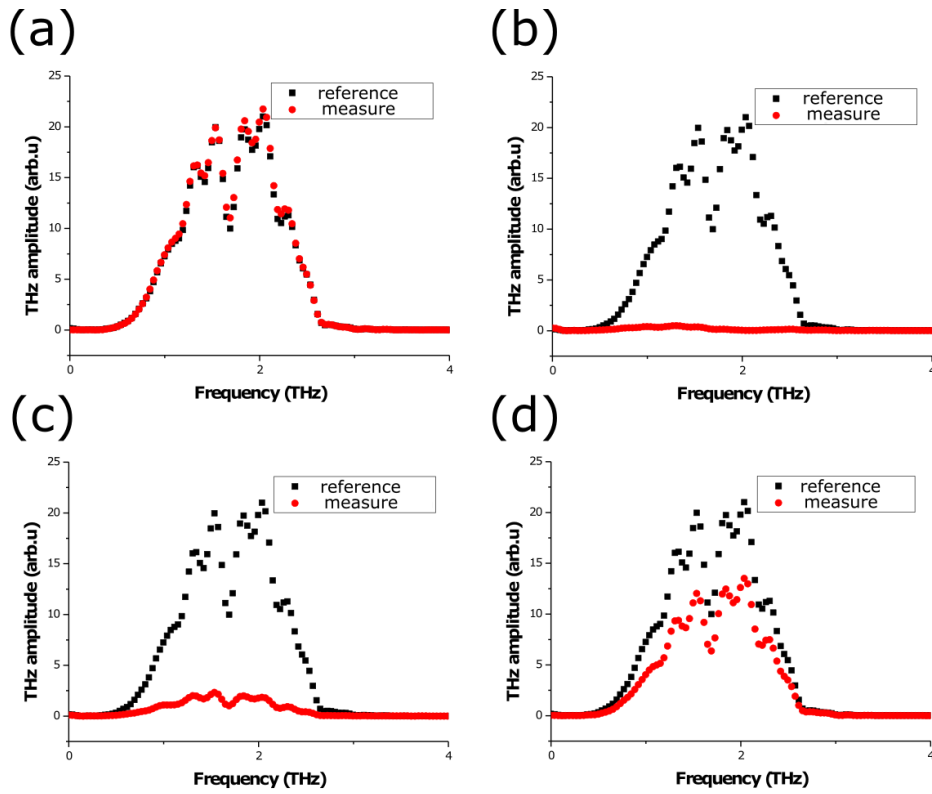 (a)
25
20
15
10
5
0
THz amplitude (arb.u)
reference
measure
0
2
4
Frequency (THz)
(b)
25
20
15
10
5
0
THz amplitude (arb.u)
reference
measure
0
2
4
Frequency (THz)
(c)
25
20
15
10
5
0
THz amplitude (arb.u)
reference
measure
0
2
4
Frequency (THz)
(d)
25
20
15
10
5
0
THz amplitude (arb.u)
reference
measure
0
2
4
Frequency (THz)